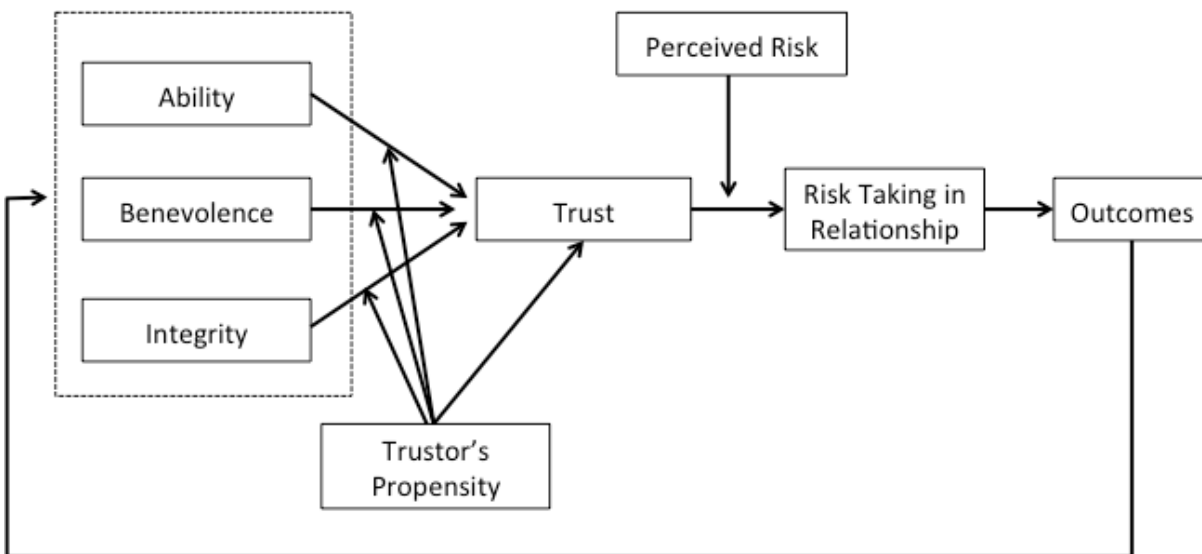 Perceived Risk
Ability
Benevolence
Integrity
Trust
Risk Taking in
Relationship
Outcomes
Trustor’s
Propensity